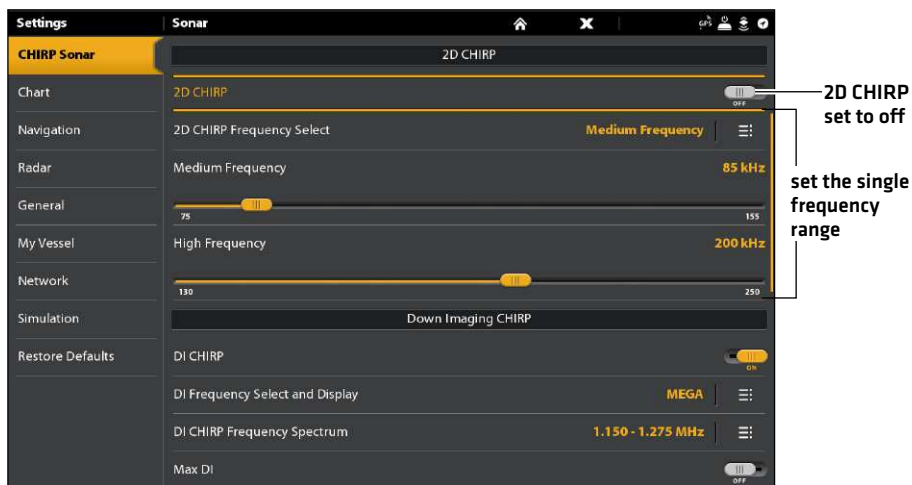 Settings
Sonar
GPS
CHIRP Sonar
2D CHIRP
Chart
2D CHIRP
OFF
2D CHIRP
set to off
Navigation
2D CHIRP Frequency Select
Medium Frequency
Radar
Medium Frequency
85 kHz
set the single
frequency
range
General
75
155
My Vessel
High Frequency
200 kHz
Network
130
250
Simulation
Down Imaging CHIRP
Restore Defaults
DI CHIRP
ON
DI Frequency Select and Display
MEGA
DI CHIRP Frequency Spectrum
1.150 - 1.275 MHz
Max DI
OFF